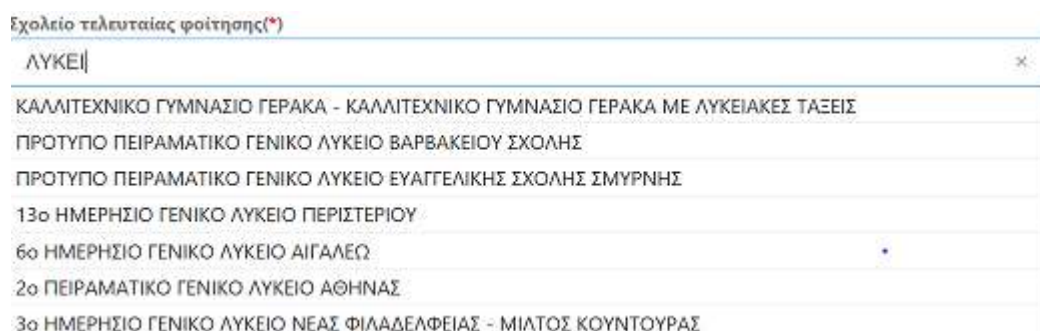 Σχολείο τελευταίας φοίτησης(*)
ΛΥΚΕΙ
ΚΑΛΛΙΤΕΧΝΙΚΟ ΓΥΜΝΑΣΙΟ ΓΕΡΑΚΑ - ΚΑΛΛΙΤΕΧΝΙΚΟ ΓΥΜΝΑΣΙΟ ΓΕΡΑΚΑ ΜΕ ΛΥΚΕΙΑΚΕΣ ΤΑΞΕΙΣ
ΠΡΟΤΥΠΟ ΠΕΙΡΑΜΑΤΙΚΟ ΓΕΝΙΚΟ ΛΥΚΕΙΟ ΒΑΡΒΑΚΕΙΟΥ ΣΧΟΛΗΣ
ΠΡΟΤΥΠΟ ΠΕΙΡΑΜΑΤΙΚΟ ΓΕΝΙΚΟ ΛΥΚΕΙΟ ΕΥΑΓΓΕΛΙΚΗΣ ΣΧΟΛΗΣ ΣΜΥΡΝΗΣ
13ο ΗΜΕΡΗΣΙΟ ΓΕΝΙΚΟ ΛΥΚΕΙΟ ΠΕΡΙΣΤΕΡΙΟΥ
6ο ΗΜΕΡΗΣΙΟ ΓΕΝΙΚΟ ΛΥΚΕΙΟ ΑΙΓΑΛΕΩ
2ο ΠΕΙΡΑΜΑΤΙΚΟ ΓΕΝΙΚΟ ΛΥΚΕΙΟ ΑΘΗΝΑΣ
3ο ΗΜΕΡΗΣΙΟ ΓΕΝΙΚΟ ΛΥΚΕΙΟ ΝΕΑΣ ΦΙΛΑΔΕΛΦΕΙΑΣ - ΜΙΛΤΟΣ ΚΟΥΝΤΟΥΡΑΣ